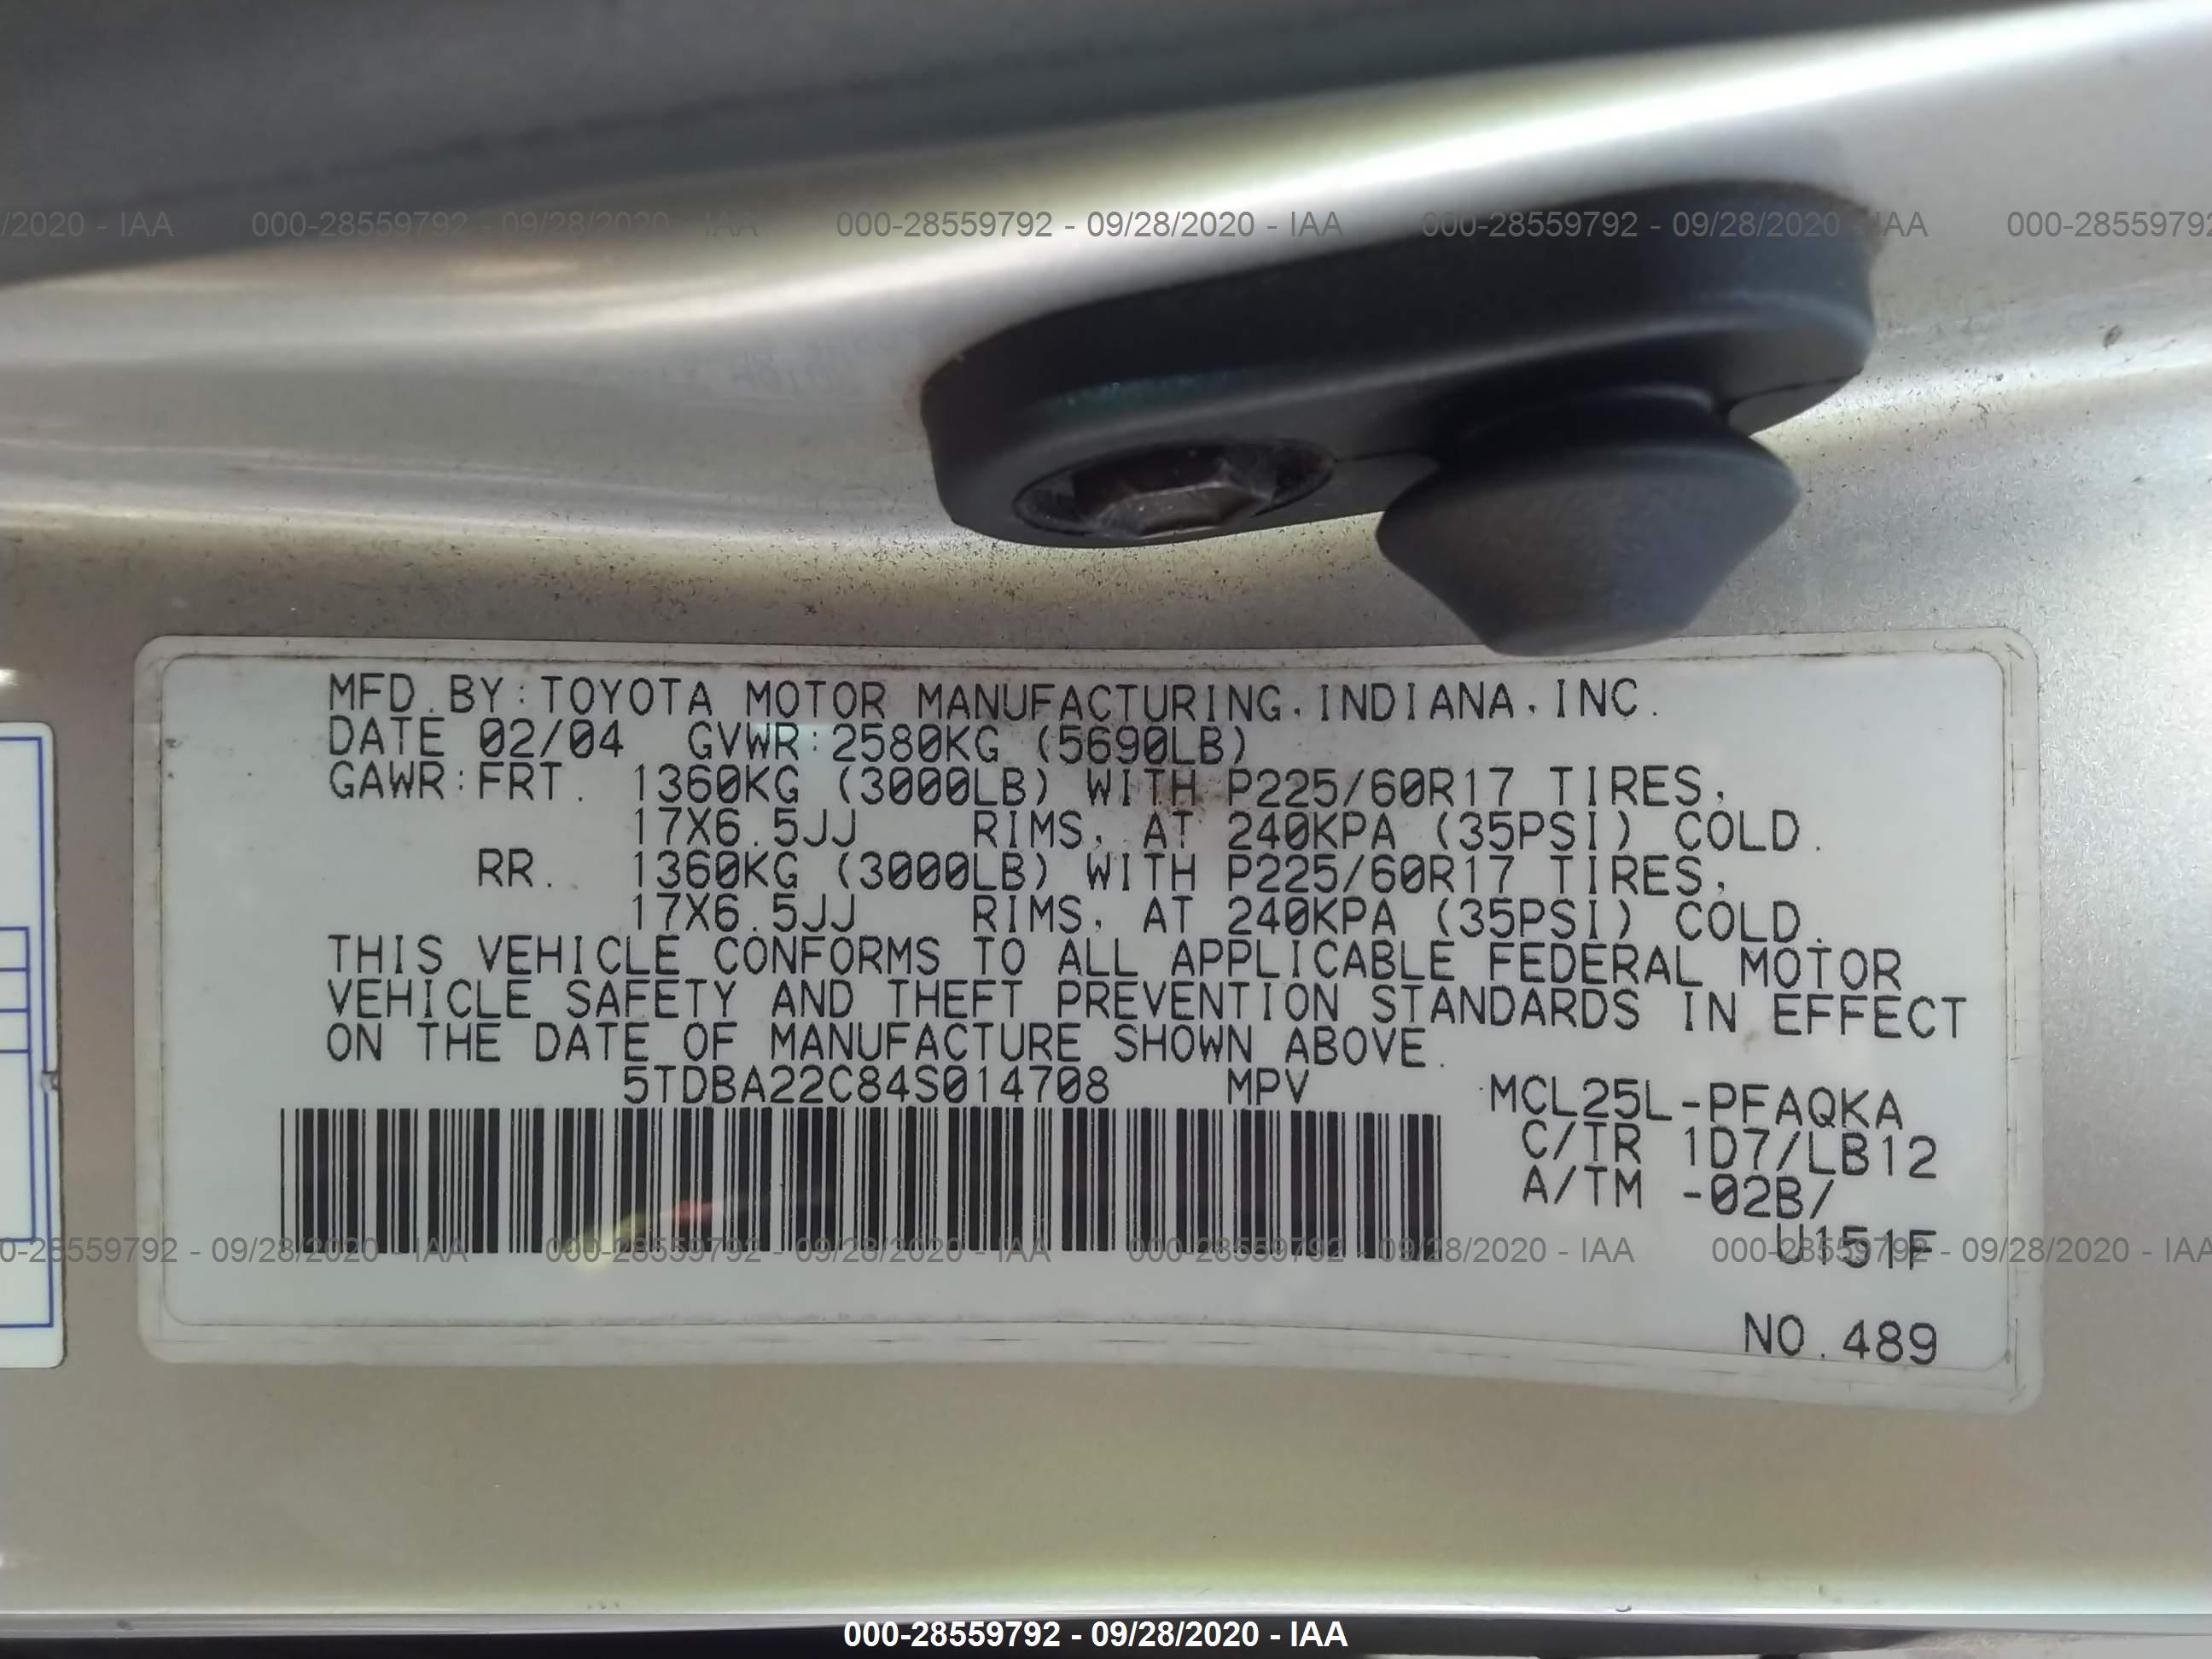 /2020 - IAA 000-28559792 - 09/28/2020 - IAA 000-28559792 - 09/28/2020 - IAA 000-28559792 - 09/28/2020 - IAA 000-28559792
MFD.BY:TOYOTA MOTOR MANUFACTURING,INDIANA,INC.
DATE 02/04 GVWR:2580KG (5690LB)
GAWR:FRT. 1360KG (3000LB) WITH P225/60R17 TIRES,
17X6.5JJ RIMS, AT 240KPA (35PSI) COLD.
RR. 1360KG (3000LB) WITH P225/60R17 TIRES,
17X6.5JJ RIMS, AT 240KPA (35PSI) COLD.
THIS VEHICLE CONFORMS TO ALL APPLICABLE FEDERAL MOTOR
VEHICLE SAFETY AND THEFT PREVENTION STANDARDS IN EFFECT
ON THE DATE OF MANUFACTURE SHOWN ABOVE.
5TDBA22C84S014708 MPV MCL25L-PFAQKA
C/TR 1D7/LB12
A/TM -02B/
U151F
0-28559792 - 09/28/2020 - IAA 000-28559792 - 09/28/2020 - IAA 000-28559792 - 09/28/2020 - IAA 000-28559792 - 09/28/2020 - IAA
NO.489
000-28559792 - 09/28/2020 - IAA